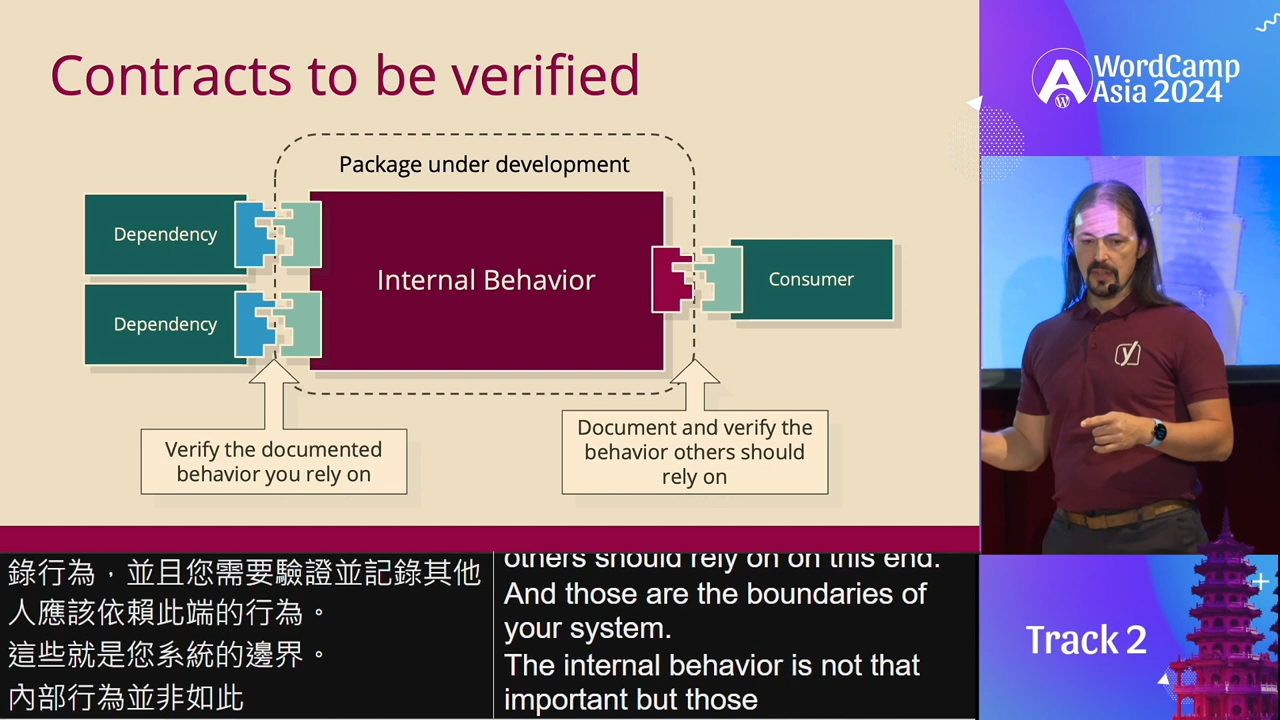 Contracts to be verified
Package under development
Dependency
Dependency
Internal Behavior
Consumer
Verify the documented
behavior you rely on
Document and verify the
behavior others should
rely on
錄行為，並且您需要驗證並記錄其他
人應該依賴此端的行為。
這些就是您系統的邊界。
內部行為並非如此
others should rely on on this end.
And those are the boundaries of
your system.
The internal behavior is not that
important but those
WordCamp
Asia 2024
y
Track 2